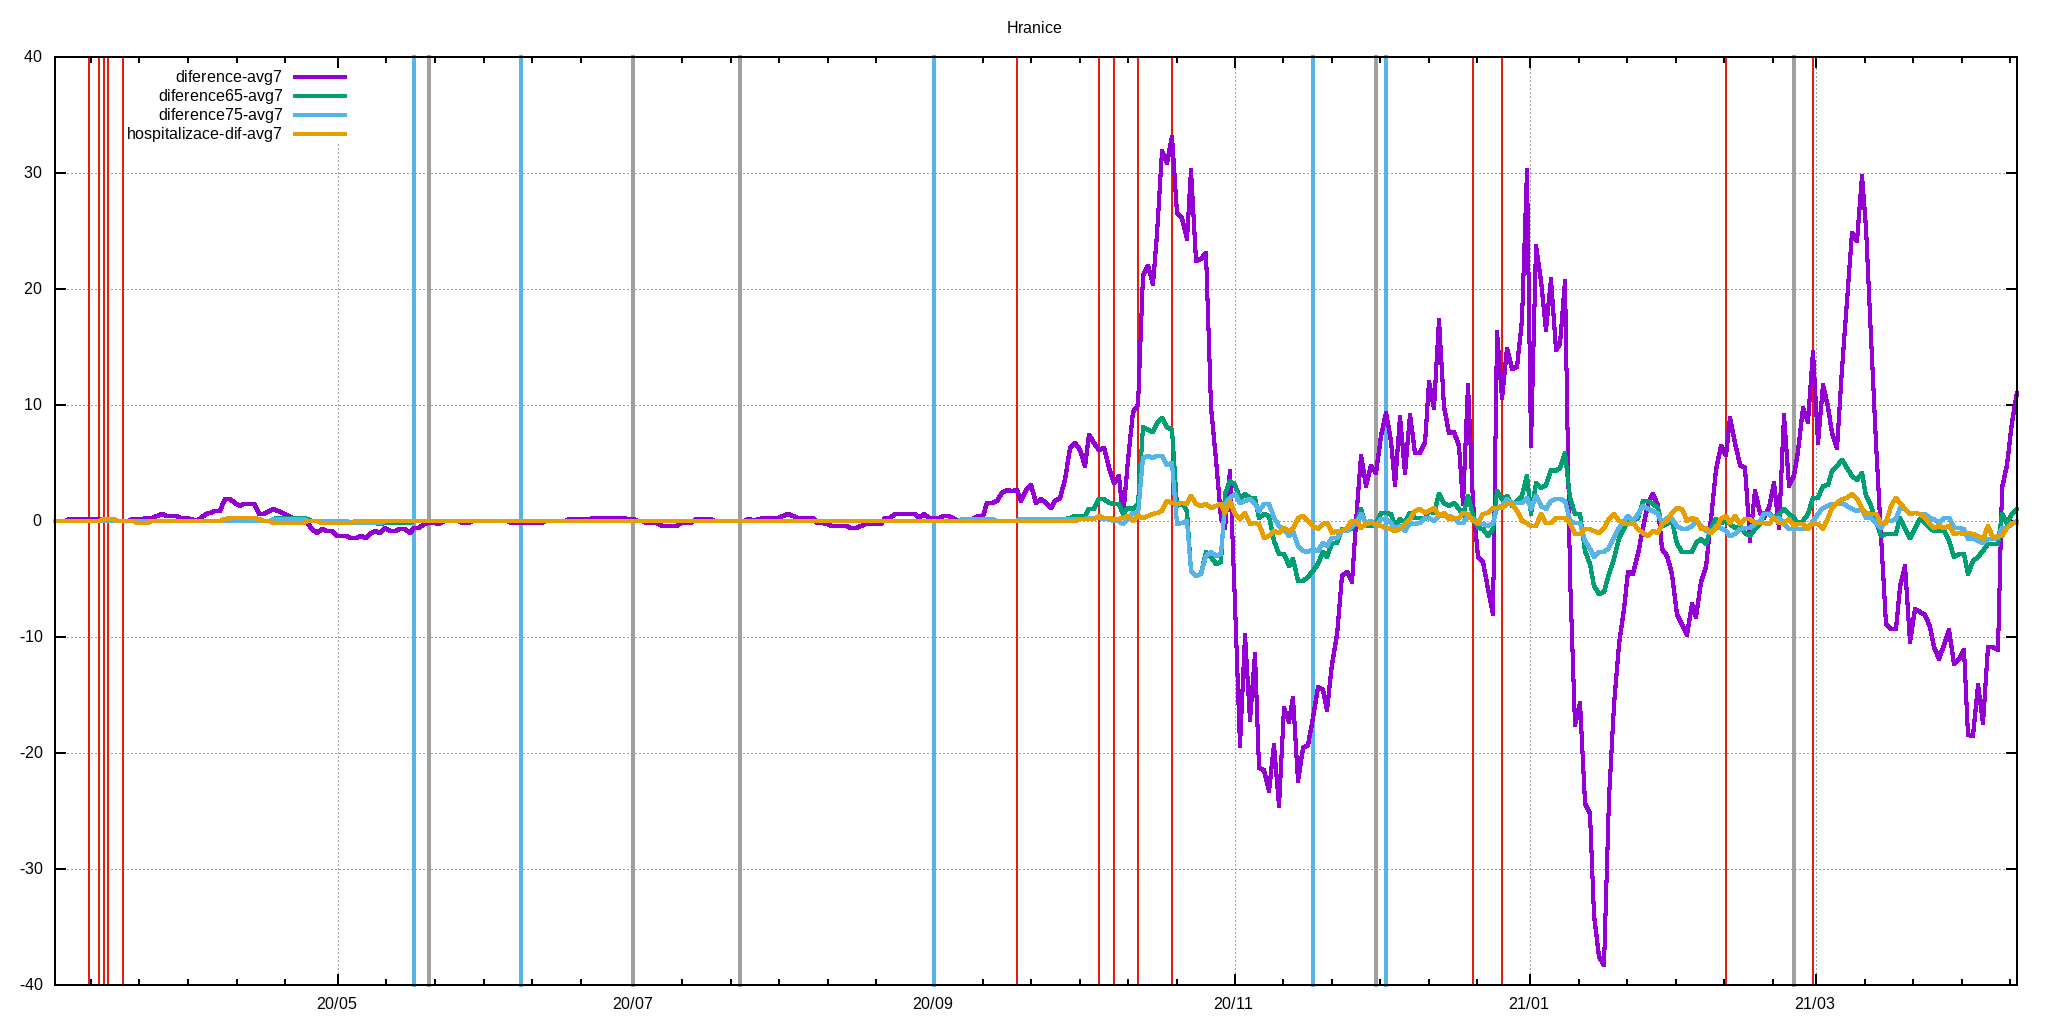 Hranice
40
diference-avg7
diference65-avg7
diference75-avg7
hospitalizace-dif-avg7
30
20
10
0
-10
-20
-30
-40
20/05 20/07 20/09 20/11 21/01 21/03